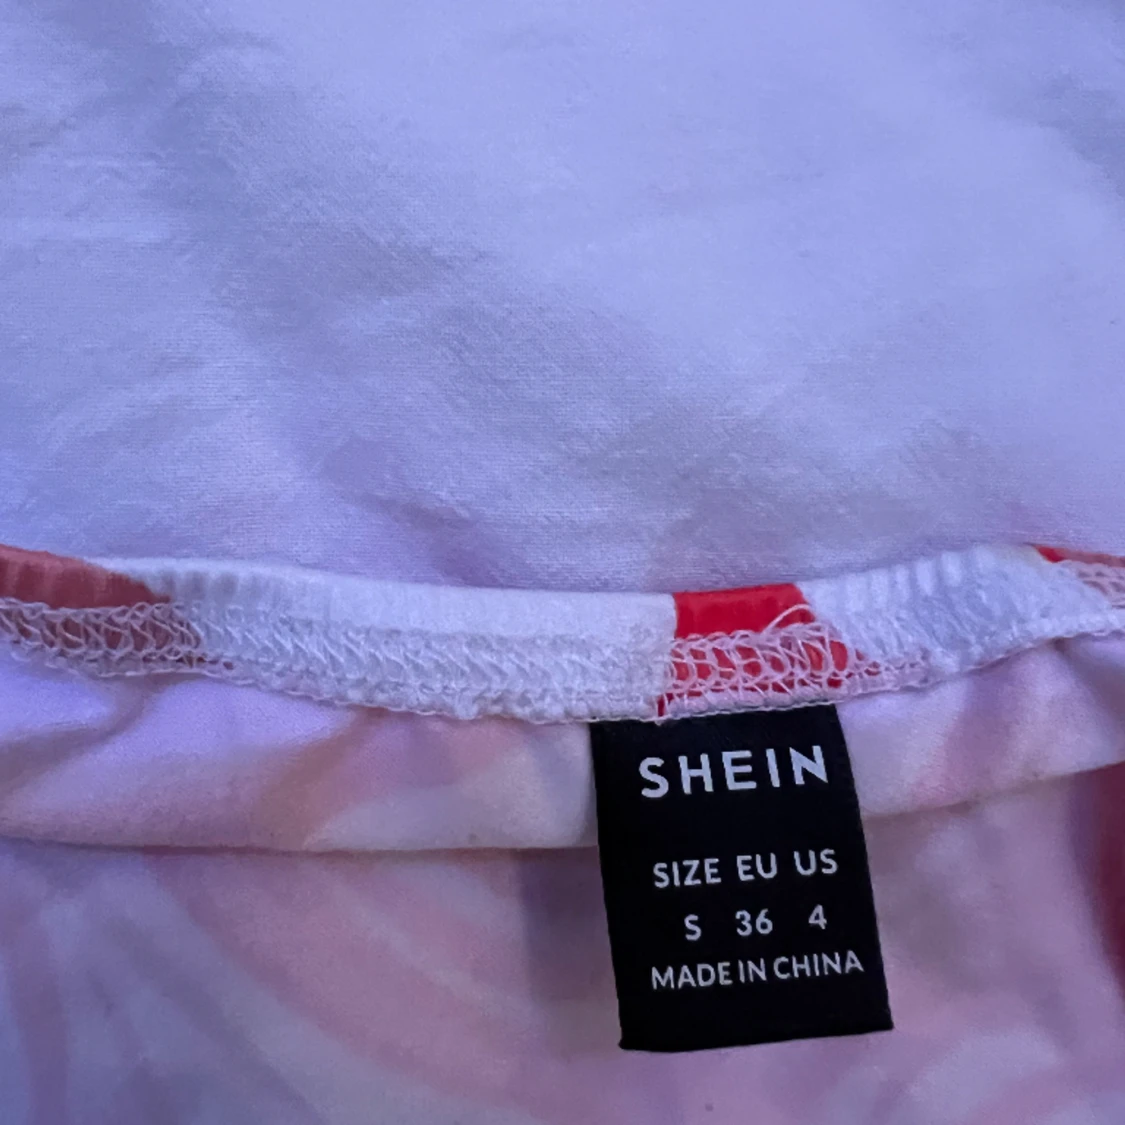 SHEIN
SIZE EU US
S 36 4
MADE IN CHINA